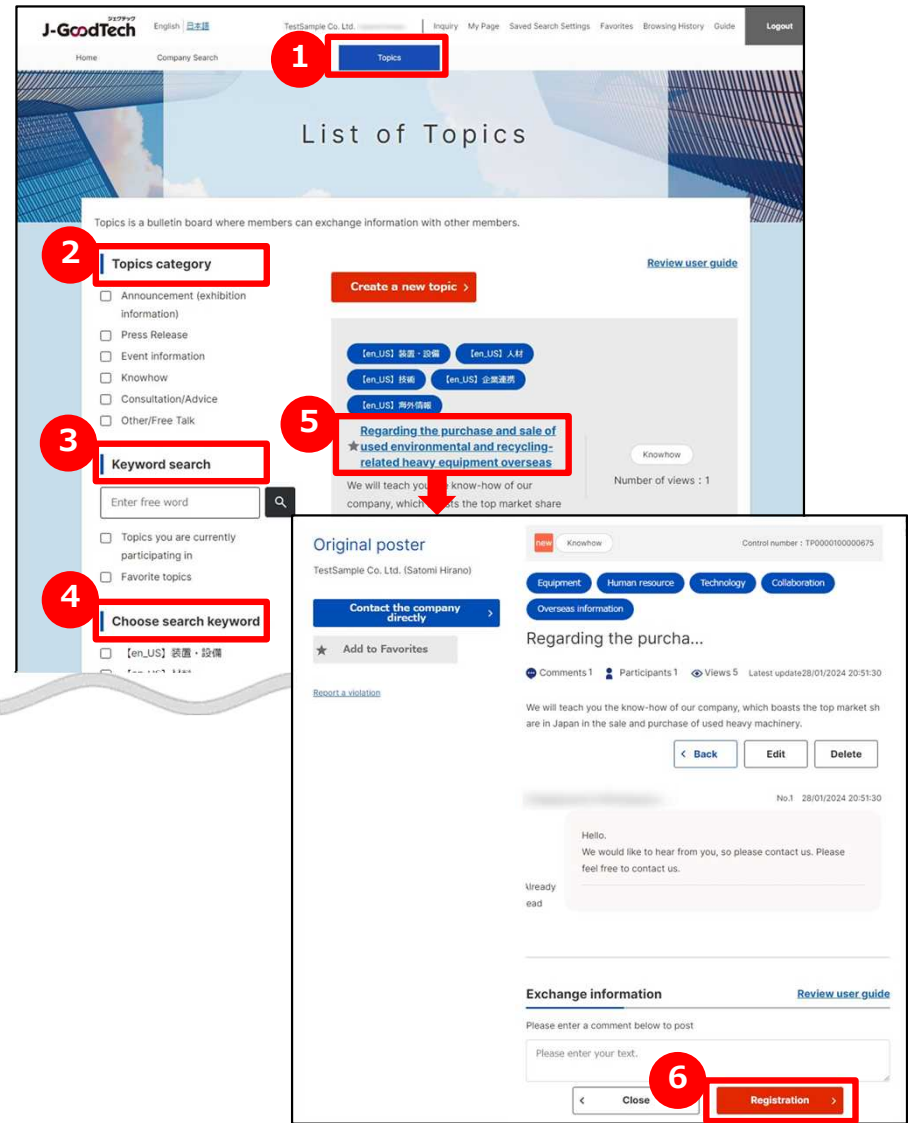 ジェグテック
J-GoodTech
English 日本語
TestSample Co. Ltd.
Inquiry My Page Saved Search Settings Favorites Browsing History Guide Logout
Home Company Search Topics
1
List of Topics
Topics is a bulletin board where members can exchange information with other members.
2
Topics category
Announcement (exhibition
information)
Press Release
Event information
Knowhow
Consultation/Advice
Other/Free Talk
3
Keyword search
Enter free word
Topics you are currently
participating in
Favorite topics
4
Choose search keyword
【en_US】装置・設備
【en_US】人材
Review user guide
Create a new topic
【en_US】装置・設備 【en_US】人材
【en_US】技術 【en_US】企業連携
【en_US】海外情報
5
Regarding the purchase and sale of
used environmental and recycling-
related heavy equipment overseas
Knowhow
Number of views : 1
We will teach you know-how of our
company, which boasts the top market share
Original poster
TestSample Co. Ltd. (Satomi Hirano)
Contact the company
directly
Add to Favorites
Report a violation
new Knowhow Control number : TP0000100000675
Equipment Human resource Technology Collaboration
Overseas information
Regarding the purcha...
Comments 1 Participants 1 Views 5 Latest update28/01/2024 20:51:30
We will teach you the know-how of our company, which boasts the top market sh
are in Japan in the sale and purchase of used heavy machinery.
Back Edit Delete
No.1 28/01/2024 20:51:30
Hello.
We would like to hear from you, so please contact us. Please
feel free to contact us.
Already
ead
Exchange information Review user guide
Please enter a comment below to post
Please enter your text.
6
Close Registration